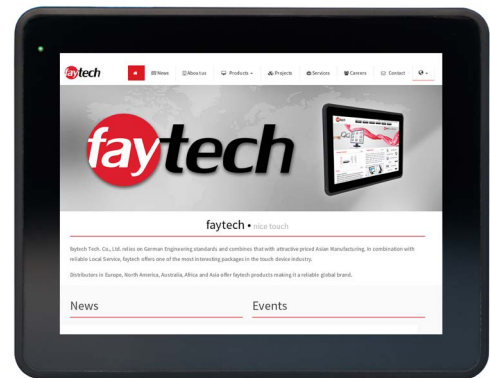 faytech
News
About us
Products
Projects
Services
Careers
Contact
faytech
faytech • nice touch
faytech Tech. Co., Ltd. relies on German Engineering standards and combines that with attractive priced Asian Manufacturing. In combination with
reliable Local Service, faytech offers one of the most interesting packages in the touch device industry.
Distributors in Europe, North America, Australia, Africa and Asia offer faytech products making it a reliable global brand.
News
Events